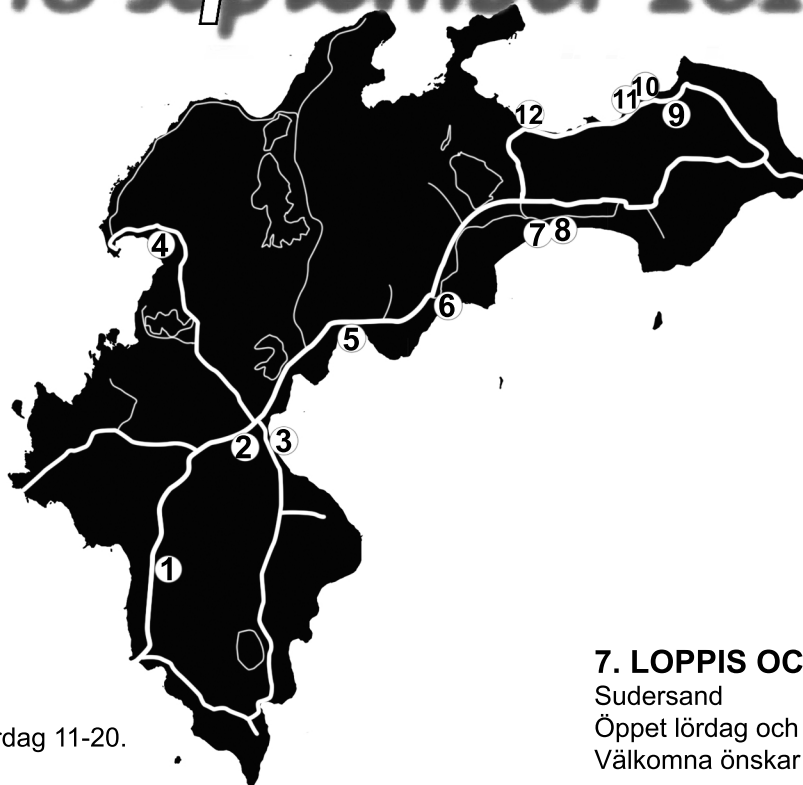 september
12
11
10
9
4
7
8
6
5
2
3
1
7. LOPPIS OC
Sudersand
Öppet lördag och
Välkomna önskar
rdag 11-20.